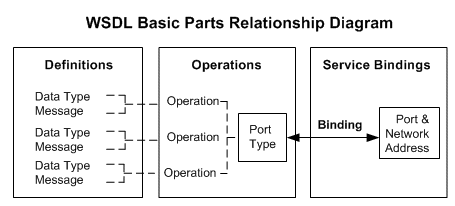 WSDL Basic Parts Relationship Diagram
Definitions
Data Type
Message
Data Type
Message
Data Type
Message
Operations
Operation
Operation
Operation
Port
Type
Binding
Service Bindings
Port &
Network
Address